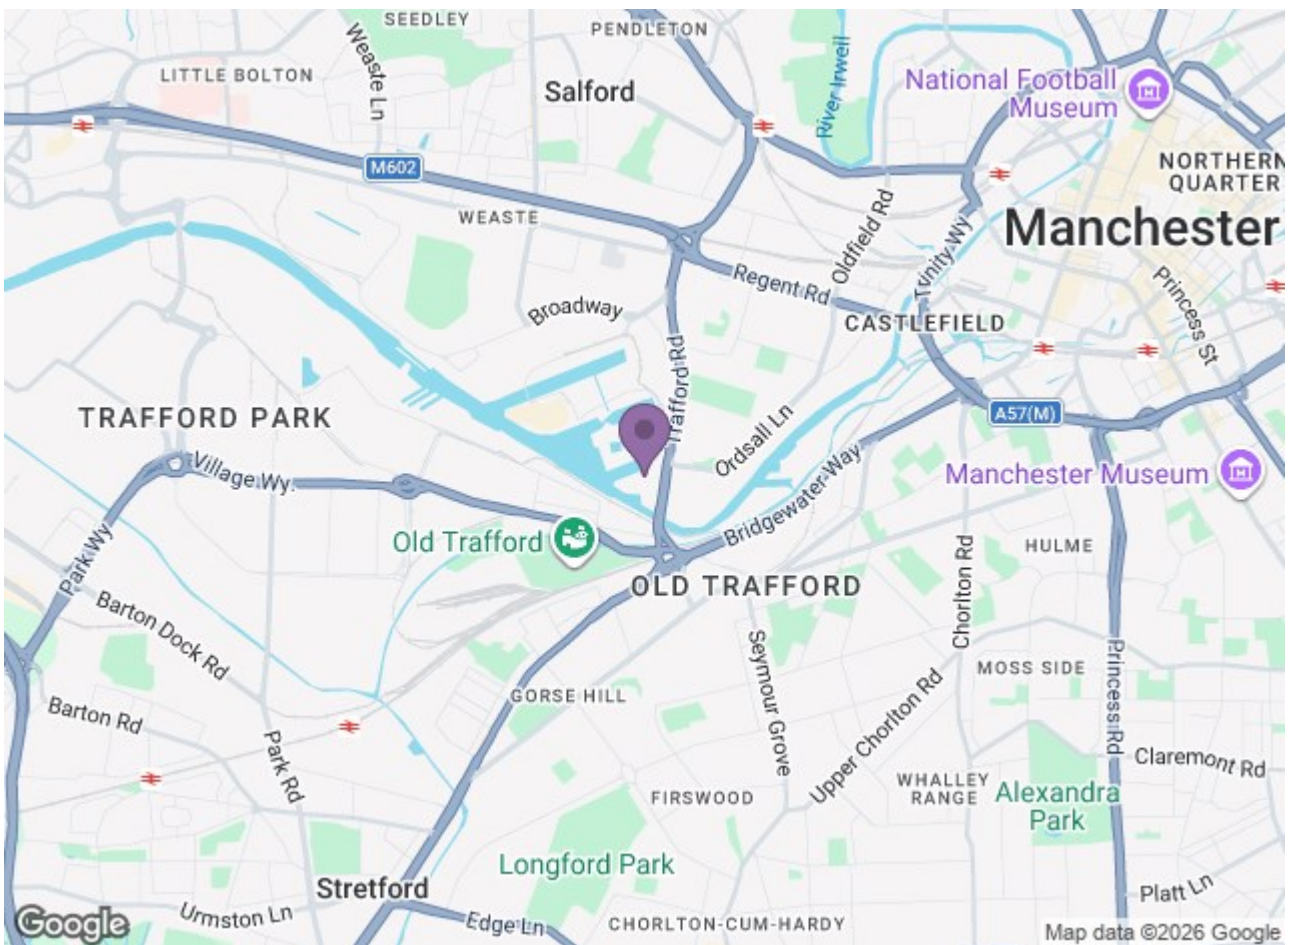 SEEDLEY
PENDLETON
Weaste Ln
River Irwell
LITTLE BOLTON
Salford
National Football
Museum
M602
NORTHERN
QUARTER
WEASTE
Oldfield Rd
Trinity Wy
Manchester
Regent Rd
Princess St
Broadway
CASTLEFIELD
Trafford Rd
TRAFFORD PARK
Ordsall Ln
A57(M)
Village Wy.
Bridgewater Way
Manchester Museum
Old Trafford
Park Wy
OLD TRAFFORD
Chorlton Rd
HULME
Barton Dock Rd
Seymour Grove
Princess Rd
MOSS SIDE
GORSE HILL
Upper Chorlton Rd
Barton Rd
Park Rd
Claremont Rd
FIRSWOOD
WHALLEY
RANGE
Alexandra
Park
Longford Park
Stretford
Platt Ln
Urmston Ln
Edge Ln
CHORLTON-CUM-HARDY
Google
Map data ©2026 Google